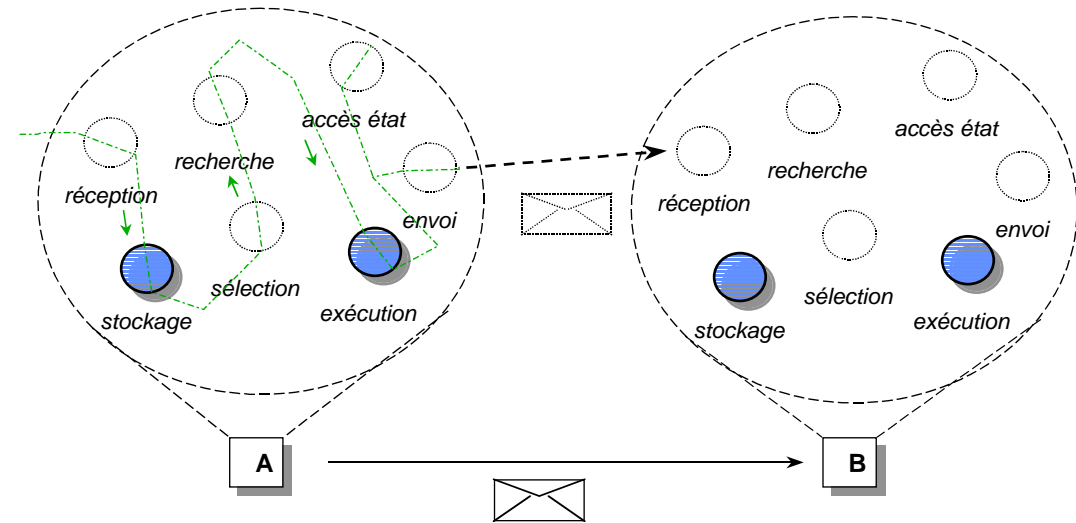 accès état
recherche
réception
envoi
sélection
exécution
stockage
A
accès état
recherche
réception
envoi
sélection
exécution
stockage
B